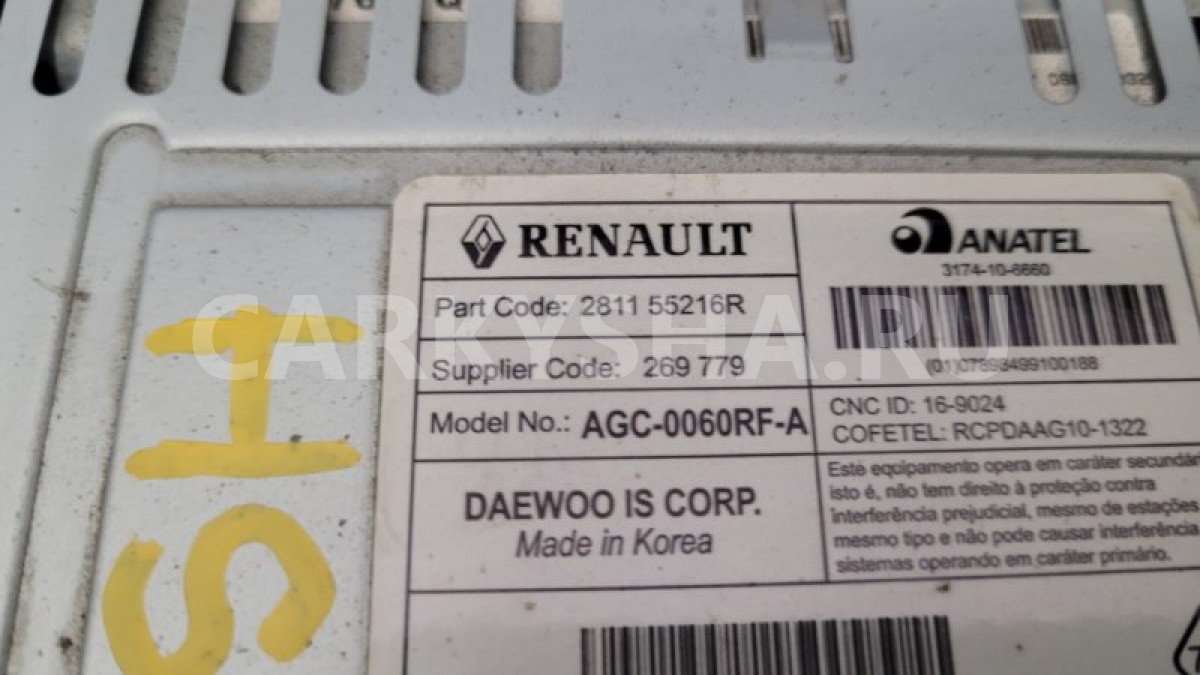 RENAULT
Part Code: 2811 55216R
Supplier Code: 269 779
Model No.: AGC-0060RF-A
DAEWOO IS CORP.
Made in Korea
ANATEL
3174-10-6660
(01)07893499100188
CNC ID: 16-9024
COFETEL: RCPDAAG10-1322
Este equipamento opera em caráter secundári
isto é, não tem direito à proteção contra
interferência prejudicial, mesmo de estações
mesmo tipo e não pode causar interferência
sistemas operando em caráter primário.
CARKYSHA.RU